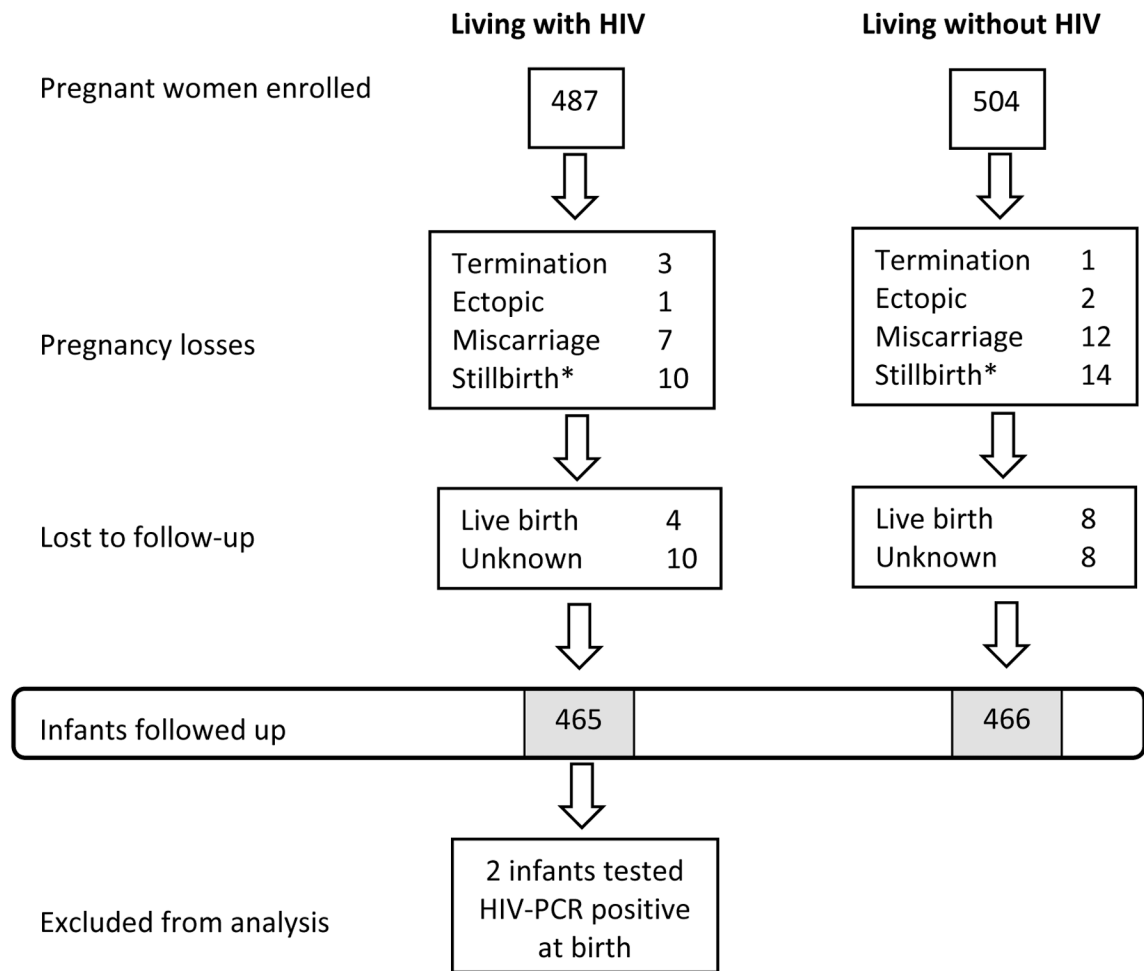 Living with HIV Living without HIV
Pregnant women enrolled 487 504
Termination 3 Termination 1
Ectopic 1 Ectopic 2
Pregnancy losses Miscarriage 7 Miscarriage 12
Stillbirth* 10 Stillbirth* 14
Live birth 4 Live birth 8
Lost to follow-up Unknown 10 Unknown 8
Infants followed up 465 466
2 infants tested
HIV-PCR positive
Excluded from analysis
at birth